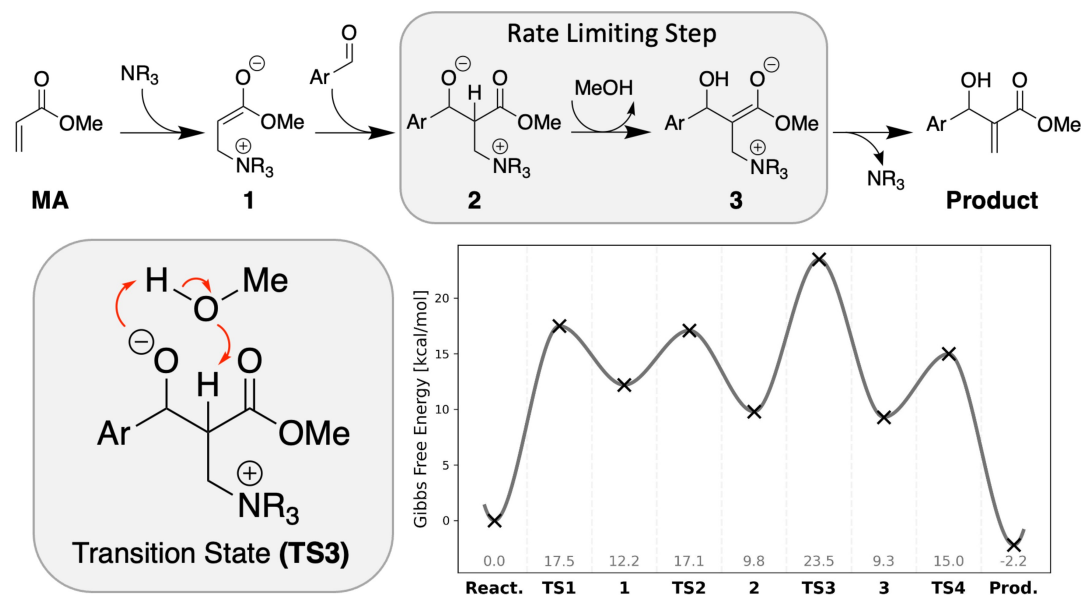 Rate Limiting Step
O
OMe
MA
NR3
O ⊖
OMe
⊕
NR3
1
O
Ar
O ⊖
H
O
Ar
OMe
⊕
NR3
2
MeOH
OH
O ⊖
Ar
OMe
⊕
NR3
3
NR3
OH
O
Ar
OMe
Product
H
O
Me
⊖
O
H
O
Ar
OMe
⊕
NR3
Transition State (TS3)
Gibbs Free Energy [kcal/mol]
20
15
10
5
0
0.0 17.5 12.2 17.1 9.8 23.5 9.3 15.0 -2.2
React. TS1 1 TS2 2 TS3 3 TS4 Prod.